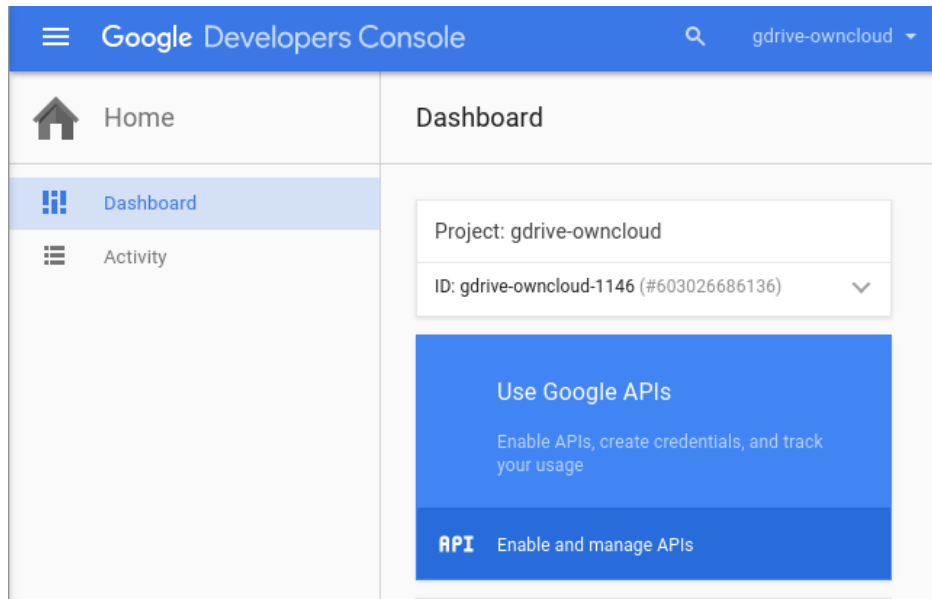 Google Developers Console
gdrive-owncloud
Home
Dashboard
Dashboard
Activity
Project: gdrive-owncloud
ID: gdrive-owncloud-1146 (#603026686136)
Use Google APIs
Enable APIs, create credentials, and track
your usage
API Enable and manage APIs